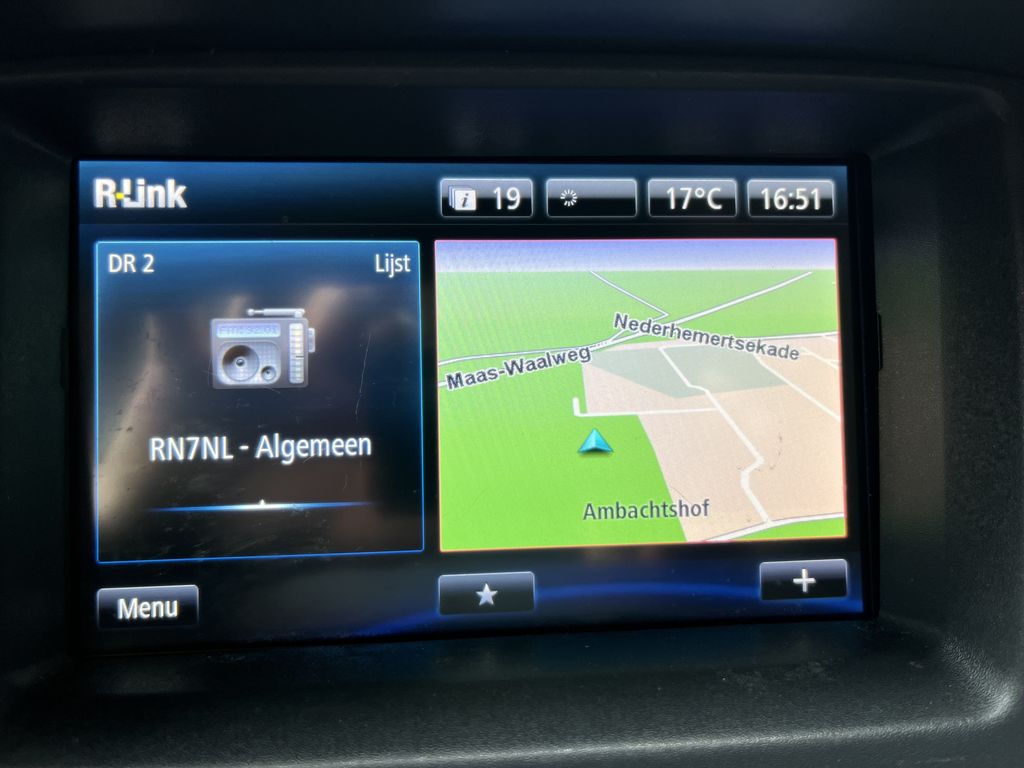 R-Link
19
17°C
16:51
DR 2
Lijst
RN7NL - Algemeen
Nederhemertsekade
Maas-Waalweg
Ambachtshof
Menu